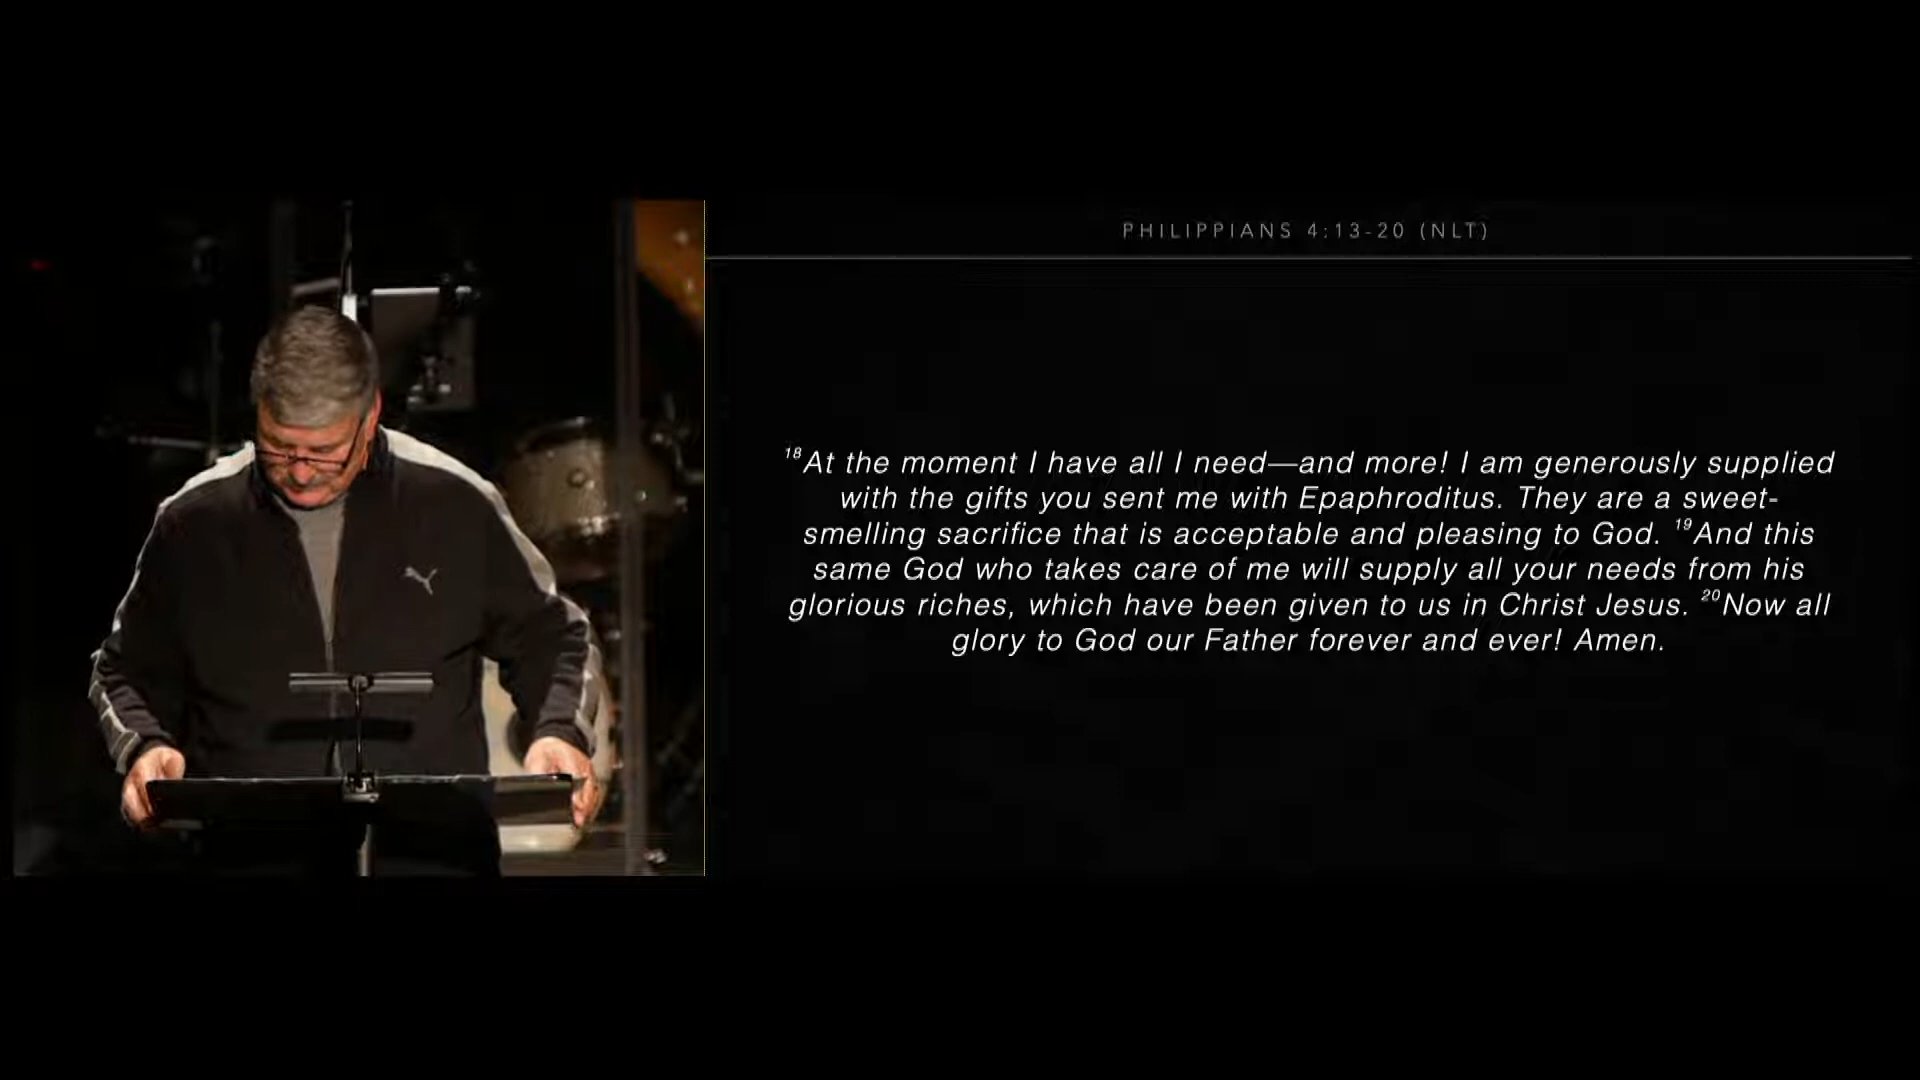 PHILIPPIANS 4:13-20 (NLT)
¹⁸At the moment I have all I need—and more! I am generously supplied
with the gifts you sent me with Epaphroditus. They are a sweet-
smelling sacrifice that is acceptable and pleasing to God. ¹⁹And this
same God who takes care of me will supply all your needs from his
glorious riches, which have been given to us in Christ Jesus. ²⁰Now all
glory to God our Father forever and ever! Amen.